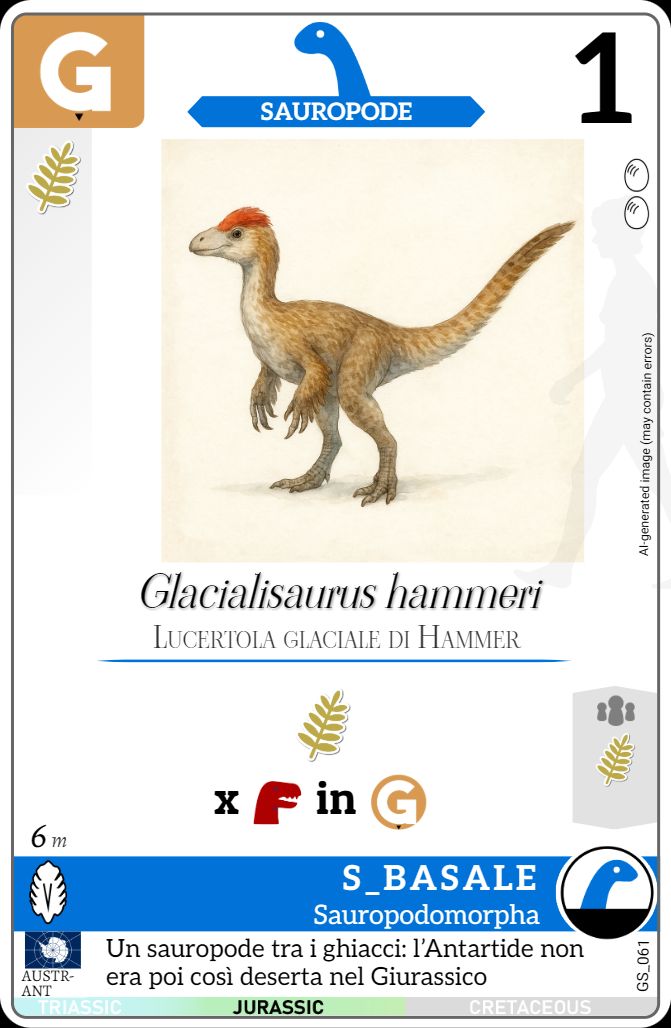 G
SAUROPODE
1
AI-generated image (may contain errors)
Glacialisaurus hammeri
Lucertola glaciale di Hammer
x in G
6 m
S_BASALE
Sauropodomorpha
AUSTR-
ANT
Un sauropode tra i ghiacci: l'Antartide non
era poi così deserta nel Giurassico
GS_061
TRIASSIC JURASSIC CRETACEOUS